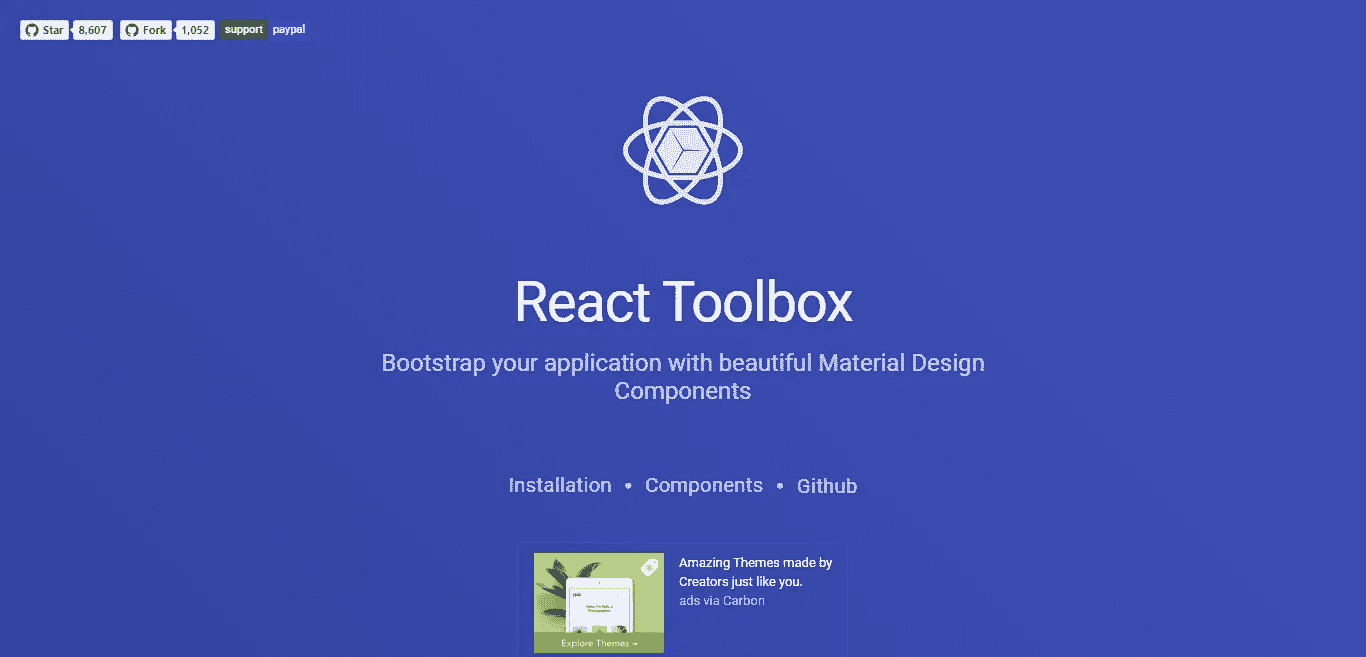 Star 8,607 Fork 1,052 support paypal
React Toolbox
Bootstrap your application with beautiful Material Design
Components
Installation • Components • Github
Amazing Themes made by
Creators just like you.
ads via Carbon
Explore Themes →